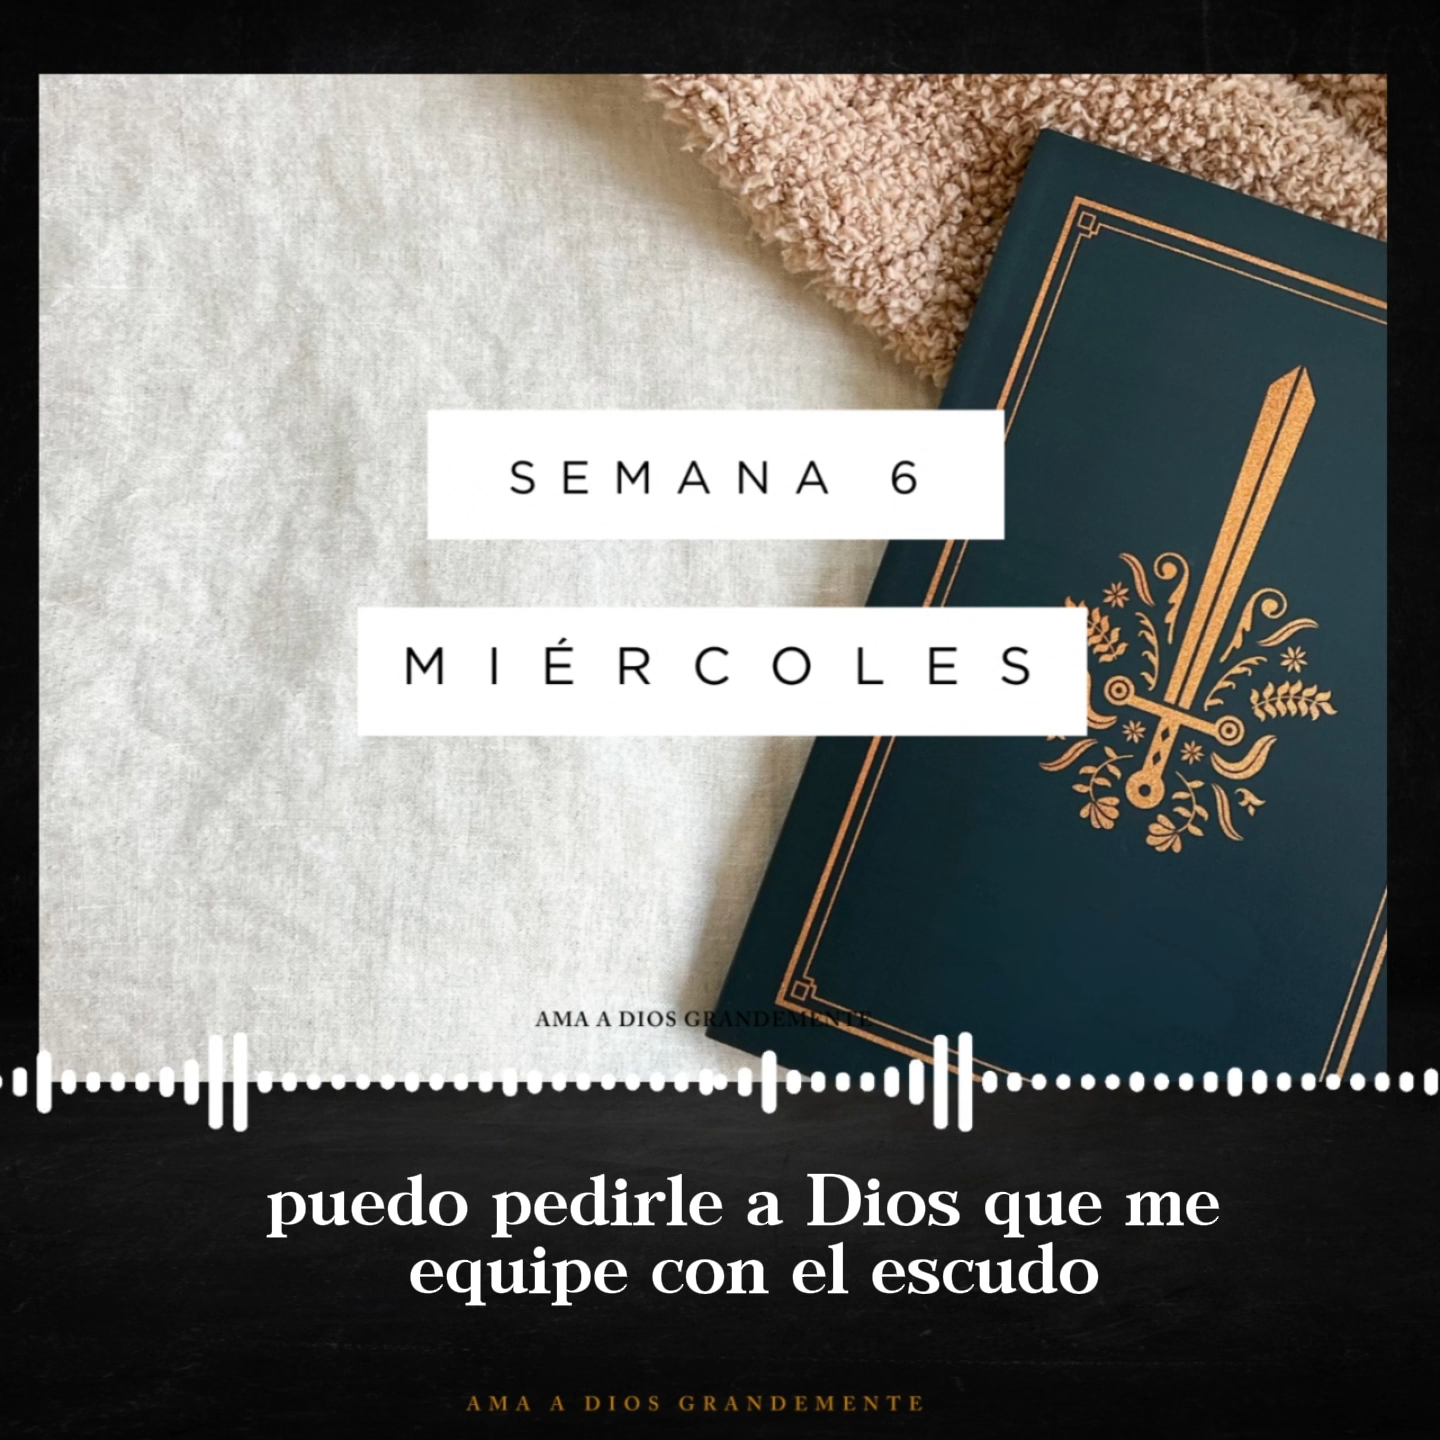 SEMANA 6
MIÉRCOLES
AMA A DIOS GRANDEMENTE
puedo pedirle a Dios que me
equipe con el escudo
AMA A DIOS GRANDEMENTE